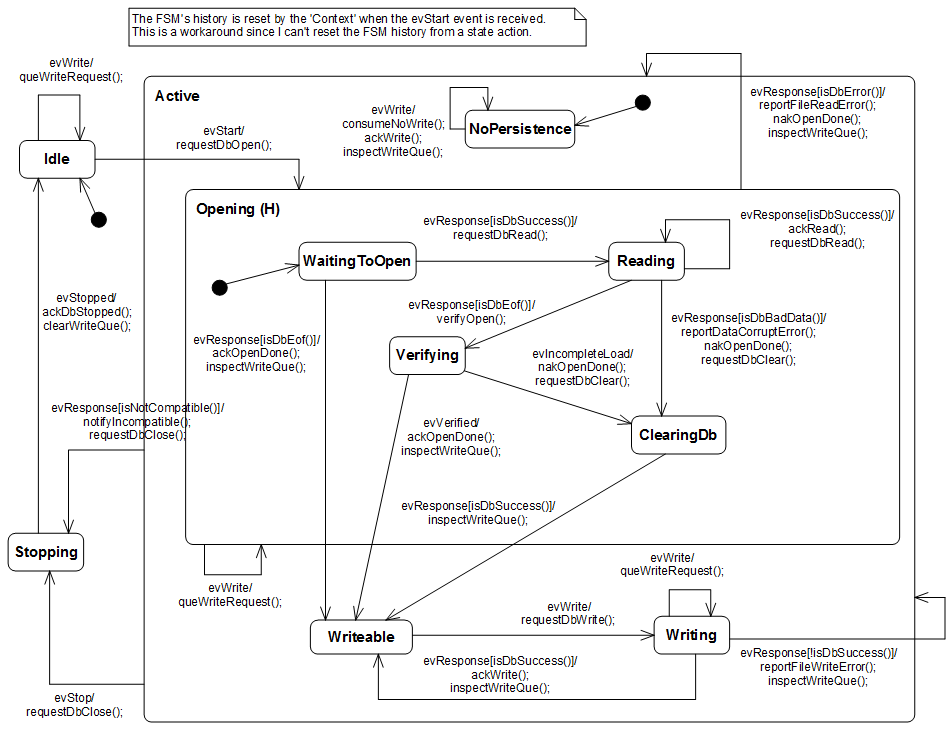 The FSM's history is reset by the 'Context' when the evStart event is received.
This is a workaround since I can't reset the FSM history from a state action.
evWrite/
queWriteRequest();
Idle
evStart/
requestDbOpen();
Active
evWrite/
consumeNoWrite();
ackWrite();
inspectWriteQue();
NoPersistence
evResponse[isDbError()]/
reportFileReadError();
nakOpenDone();
inspectWriteQue();
Opening (H)
WaitingToOpen
evResponse[isDbSuccess()]/
requestDbRead();
Reading
evResponse[isDbSuccess()]/
ackRead();
requestDbRead();
evStopped/
ackDbStopped();
clearWriteQue();
evResponse[isDbEof()]/
ackOpenDone();
inspectWriteQue();
evResponse[isDbEof()]/
verifyOpen();
Verifying
evResponse[isDbBadData()]/
reportDataCorruptError();
nakOpenDone();
requestDbClear();
evIncompleteLoad/
nakOpenDone();
requestDbClear();
evResponse[isNotCompatible()]/
notifyIncompatible();
requestDbClose();
evVerified/
ackOpenDone();
inspectWriteQue();
ClearingDb
evResponse[isDbSuccess()]/
inspectWriteQue();
Stopping
evWrite/
queWriteRequest();
evWrite/
queWriteRequest();
Writeable
evWrite/
requestDbWrite();
Writing
evResponse[isDbSuccess()]/
ackWrite();
inspectWriteQue();
evResponse[!isDbSuccess()]/
reportFileWriteError();
inspectWriteQue();
evStop/
requestDbClose();